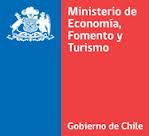 Ministerio de
Economía,
Fomento y
Turismo
Gobierno de Chile